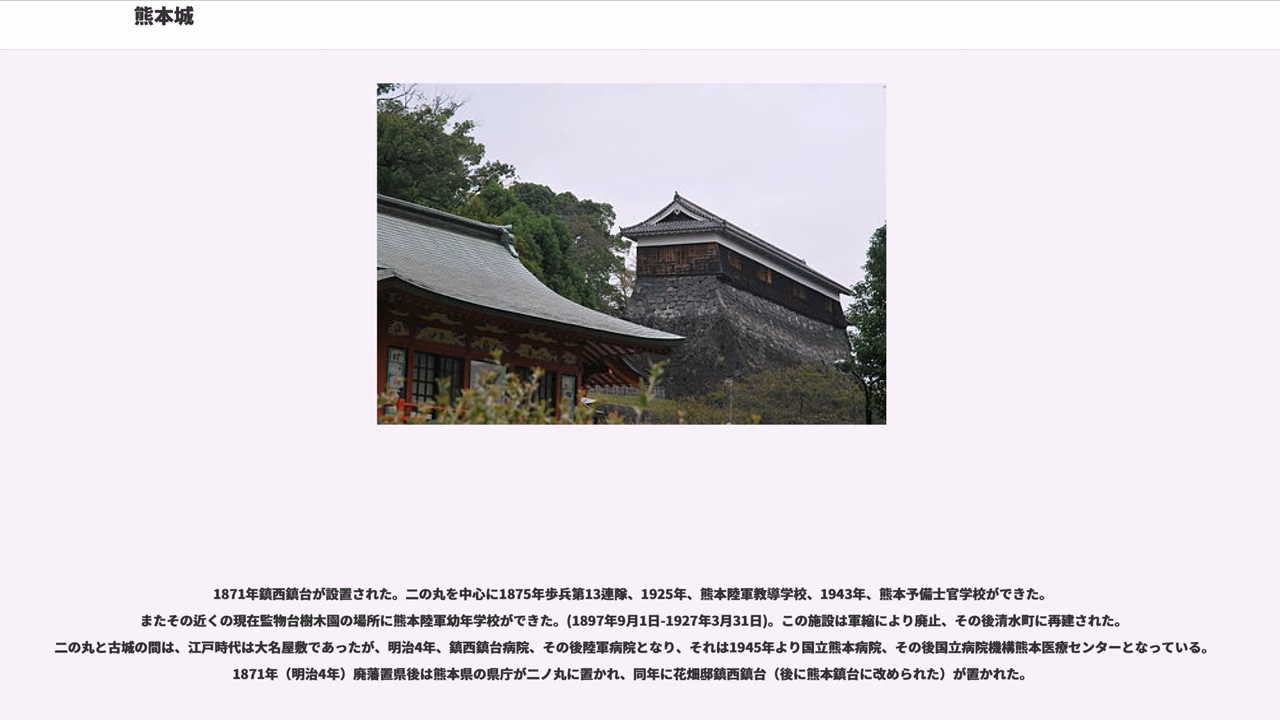 熊本城
1871年鎮西鎮台が設置された。二の丸を中心に1875年歩兵第13連隊、1925年、熊本陸軍教導学校、1943年、熊本予備士官学校ができた。
またその近くの現在監物台樹木園の場所に熊本陸軍幼年学校ができた。(1897年9月1日-1927年3月31日)。この施設は軍縮により廃止、その後清水町に再建された。
二の丸と古城の間は、江戸時代は大名屋敷であったが、明治4年、鎮西鎮台病院、その後陸軍病院となり、それは1945年より国立熊本病院、その後国立病院機構熊本医療センターとなっている。
1871年（明治4年）廃藩置県後は熊本県の県庁が二ノ丸に置かれ、同年に花畑邸鎮西鎮台（後に熊本鎮台に改められた）が置かれた。